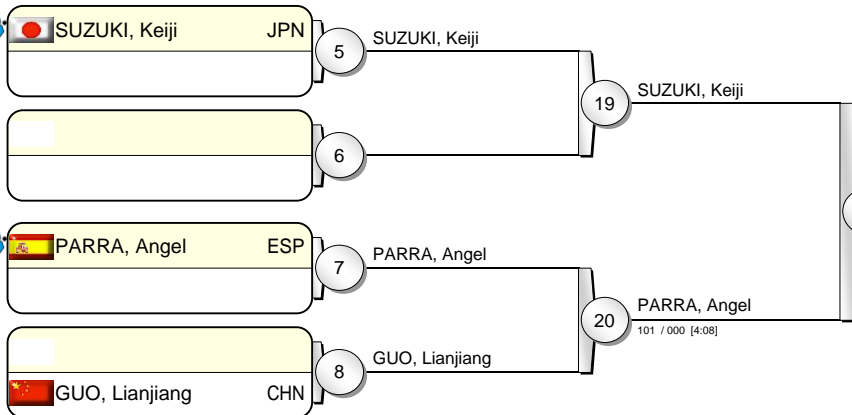 SUZUKI, Keiji JPN
5
SUZUKI, Keiji
19
SUZUKI, Keiji
6
PARRA, Angel ESP
7
PARRA, Angel
20
PARRA, Angel
101 / 000 [4:08]
8
GUO, Lianjiang
GUO, Lianjiang CHN